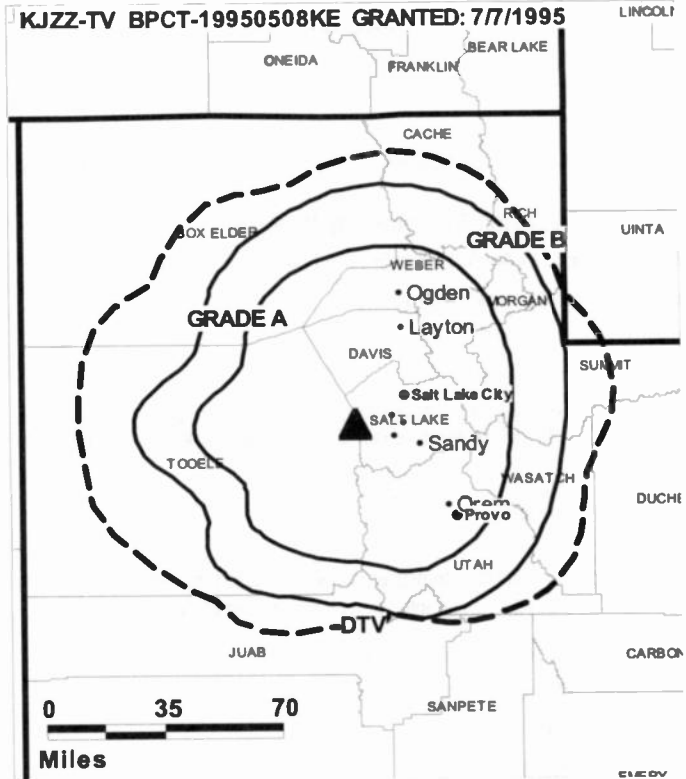 KJZZ-TV BPCT-19950508KE GRANTED: 7/7/1995
LINCOLN
BEAR LAKE
ONEIDA
FRANKLIN
CACHE
RICH
BOX ELDER
UINTA
GRADE B
WEBER
Ogden
MORGAN
GRADE A
Layton
DAVIS
SUMMIT
Salt Lake City
SALT LAKE
Sandy
TOOELE
WASATCH
DUCHE
Orem
Provo
UTAH
DTV
JUAB
CARBON
0 35 70
SANPETE
Miles
EMERY